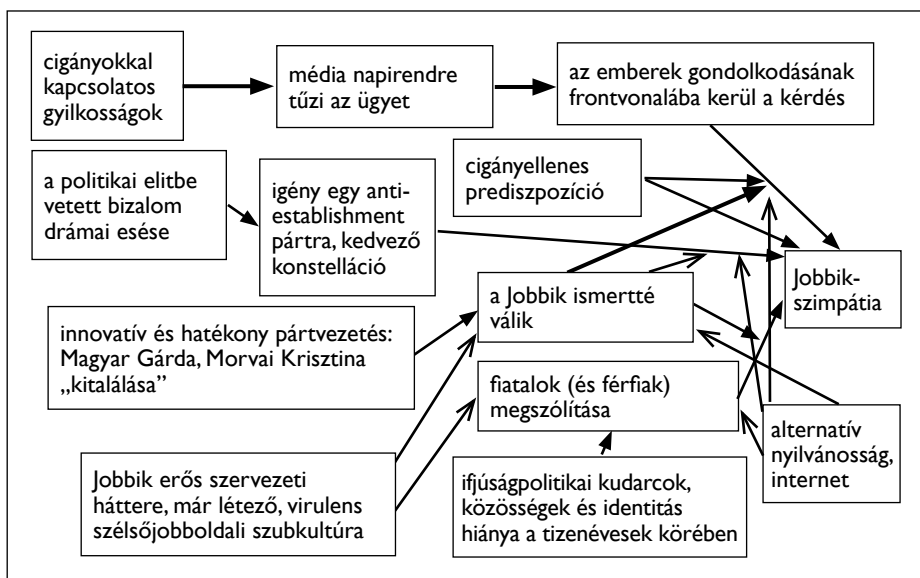 cigányokkal
kapcsolatos
gyilkosságok
média napirendre
tűzi az ügyet
az emberek gondolkodásának
frontvonalába kerül a kérdés
a politikai elitbe
vetett bizalom
drámai esése
igény egy anti-
establishment
pártra, kedvező
konstelláció
cigányellenes
prediszpozíció
Jobbik-
szimpátia
a Jobbik ismertté
válik
innovatív és hatékony pártvezetés:
Magyar Gárda, Morvai Krisztina
„kitalálása”
fiatalok (és férfiak)
megszólítása
alternatív
nyilvánosság,
internet
Jobbik erős szervezeti
háttere, már létező, virulens
szélsőjobboldali szubkultúra
ifjúságpolitikai kudarcok,
közösségek és identitás
hiánya a tizenévesek körében